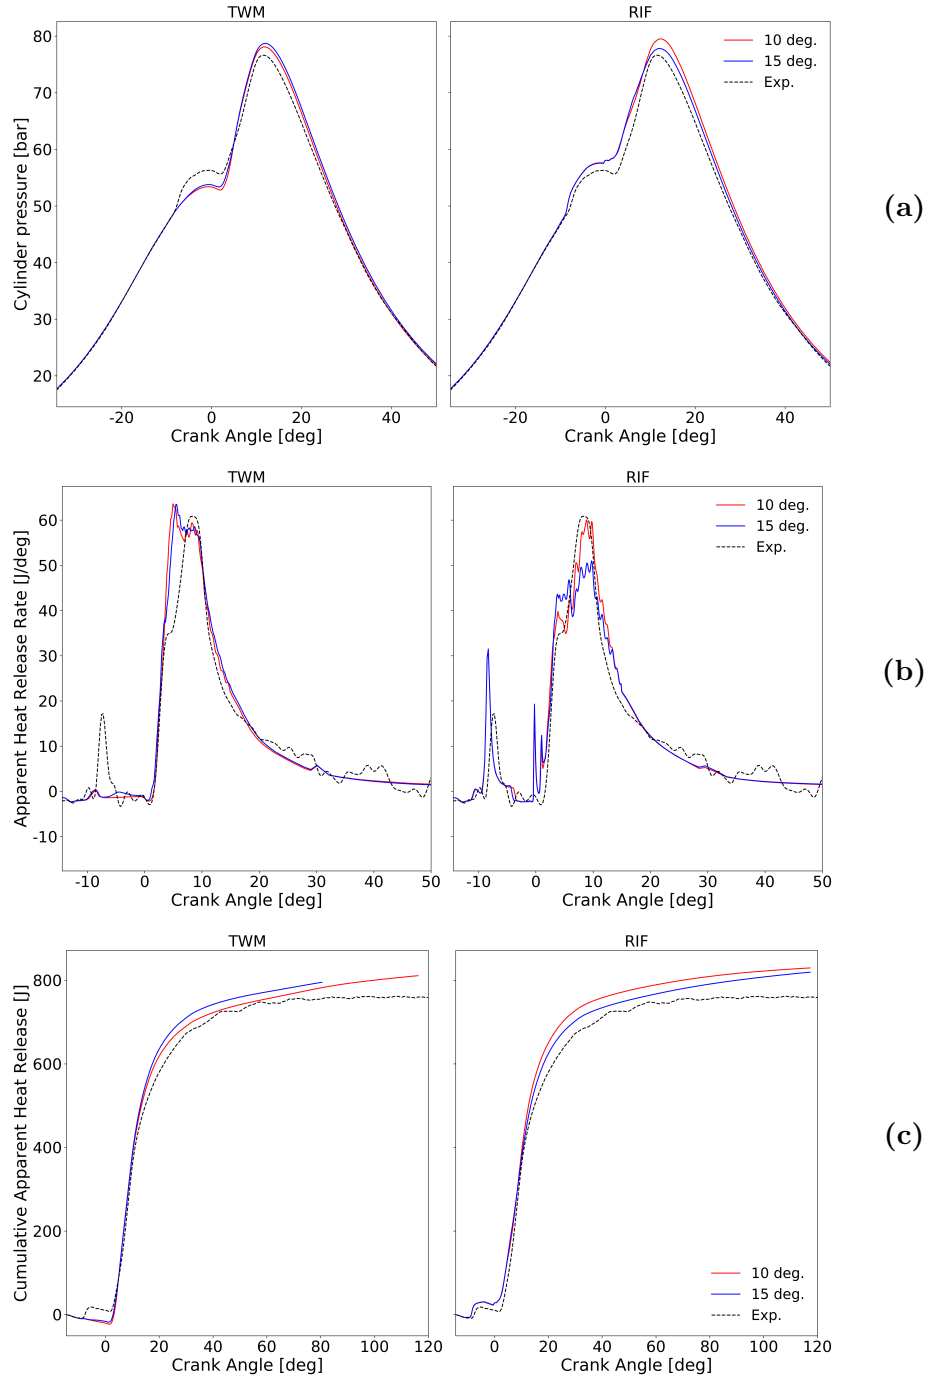 TWM RIF
80
70
60
50
40
30
20
Cylinder pressure [bar]
10 deg.
15 deg.
Exp.
(a)
-20 0 20 40 -20 0 20 40
Crank Angle [deg] Crank Angle [deg]
TWM RIF
60
50
40
30
20
10
0
-10
Apparent Heat Release Rate [J/deg]
10 deg.
15 deg.
Exp.
(b)
-10 0 10 20 30 40 50 -10 0 10 20 30 40 50
Crank Angle [deg] Crank Angle [deg]
TWM RIF
800
600
400
200
0
Cumulative Apparent Heat Release [J]
(c)
10 deg.
15 deg.
Exp.
0 20 40 60 80 100 120 0 20 40 60 80 100 120
Crank Angle [deg] Crank Angle [deg]